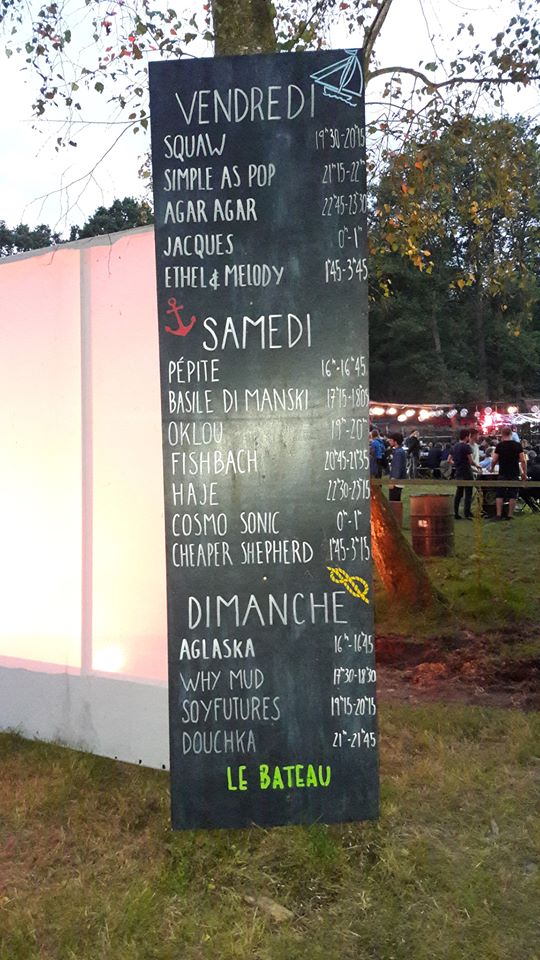 VENDREDI
SQUAW 19H30-20H15
SIMPLE AS POP 21H15-22H
AGAR AGAR 22H45-23H30
JACQUES 0H-1H
ETHEL & MELODY 1H45-3H45
SAMEDI
PÉPITE 16H-16H45
BASILE DI MANSKI 17H15-18H05
OKLOU 19H-20H
FISHBACH 20H45-21H35
HAJE 22H30-23H15
COSMO SONIC 0H-1H
CHEAPER SHEPHERD 1H45-3H15
DIMANCHE
AGLASKA 16H-16H45
WHY MUD 17H30-18H30
SOYFUTURES 19H15-20H15
DOUCHKA 21H-21H45
LE BATEAU